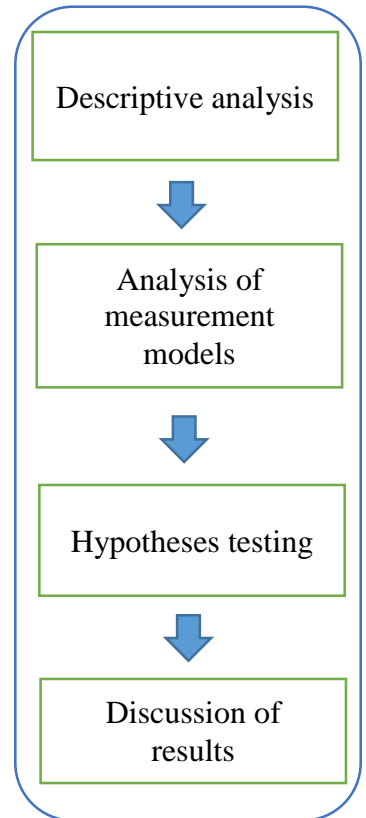 Descriptive analysis
Analysis of
measurement
models
Hypotheses testing
Discussion of
results